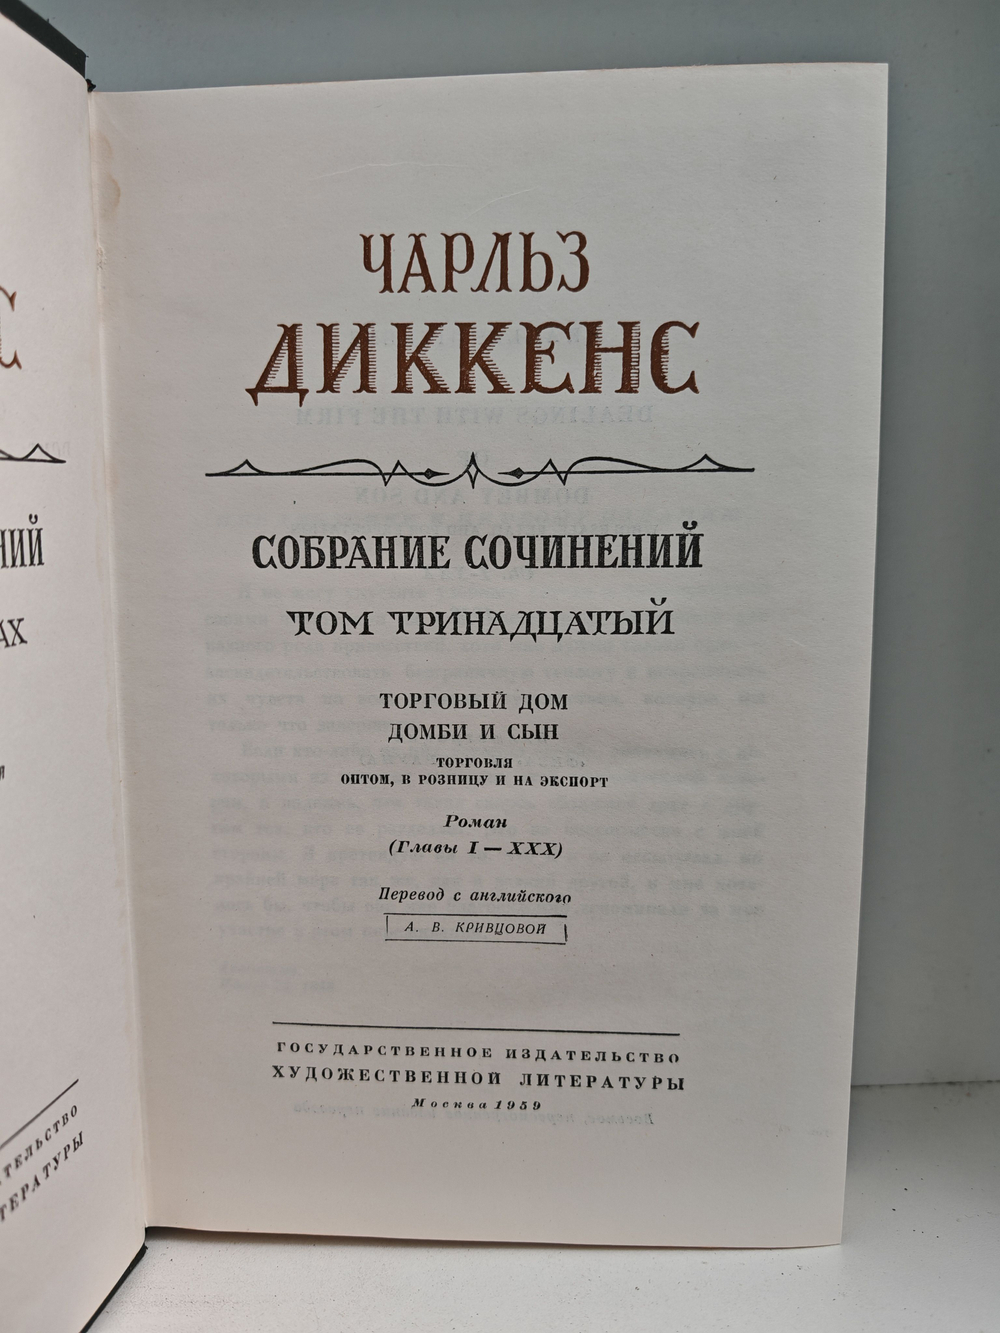 ЧАРЛЬЗ
ДИККЕНС
СОБРАНИЕ СОЧИНЕНИЙ
ТОМ ТРИНАДЦАТЫЙ
ТОРГОВЫЙ ДОМ
ДОМБИ И СЫН
ТОРГОВЛЯ
ОПТОМ, В РОЗНИЦУ И НА ЭКСПОРТ
Роман
(Главы I — XXX)
Перевод с английского
А. В. КРИВЦОВОЙ
ГОСУДАРСТВЕННОЕ ИЗДАТЕЛЬСТВО
ХУДОЖЕСТВЕННОЙ ЛИТЕРАТУРЫ
Москва 1959